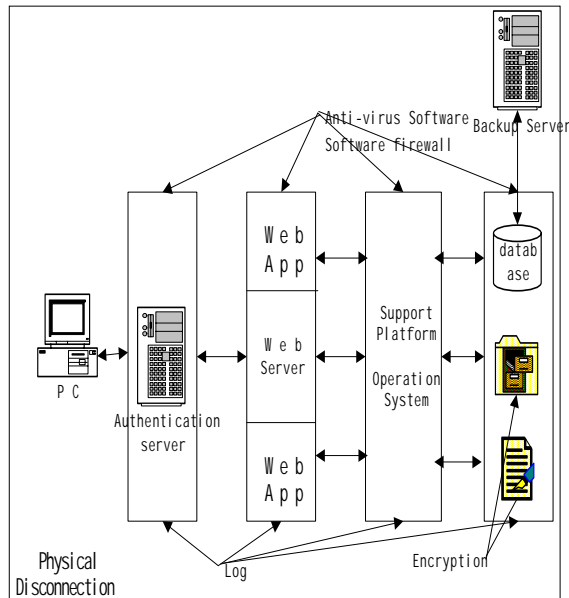 Anti-virus Software
Backup Server
Software firewall
Web
App
datab
ase
Support
Platform
Web
Server
Operation
System
PC
Authentication
server
Web
App
Log
Encryption
Physical
Disconnection